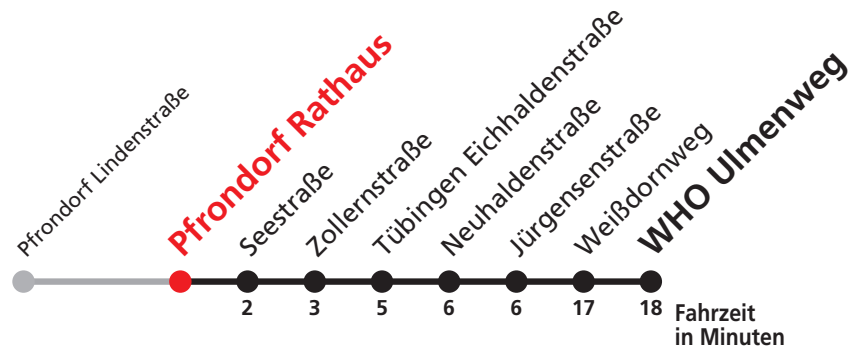 Pfrondorf Lindenstraße
Pfrondorf Rathaus
Seestraße
Zollernstraße
Tübingen Eichhaldenstraße
Neuhaldenstraße
Jürgensenstraße
Weißdornweg
WHO Ulmenweg
2 3 5 6 6 17 18
Fahrzeit
in Minuten